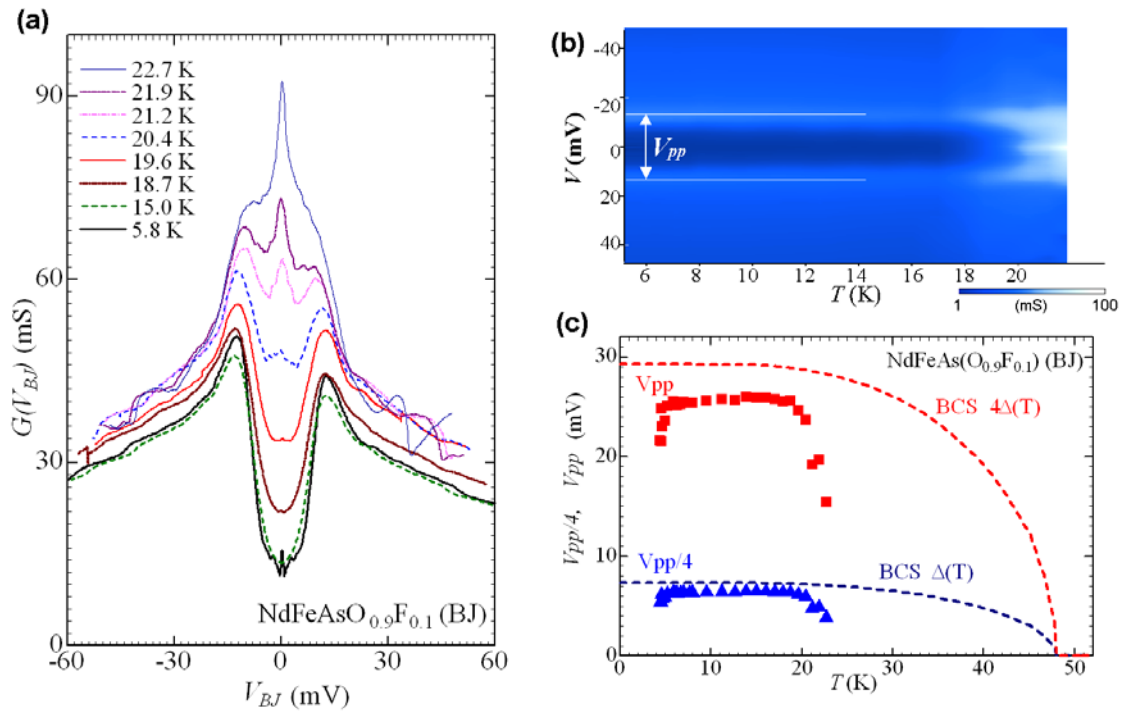 (a)
90
60
30
0
G(V_BJ) (mS)
22.7 K
21.9 K
21.2 K
20.4 K
19.6 K
18.7 K
15.0 K
5.8 K
NdFeAsO0.9F0.1 (BJ)
-60 -30 0 30 60
V_BJ (mV)
(b)
-40
-20
0
20
40
V (mV)
Vpp
6 8 10 12 14 16 18 20
T (K)
1 (mS) 100
(c)
30
20
10
0
Vpp/4, Vpp (mV)
NdFeAs(O0.9F0.1) (BJ)
Vpp
BCS 4Δ(T)
Vpp/4
BCS Δ(T)
0 10 20 30 40 50
T (K)